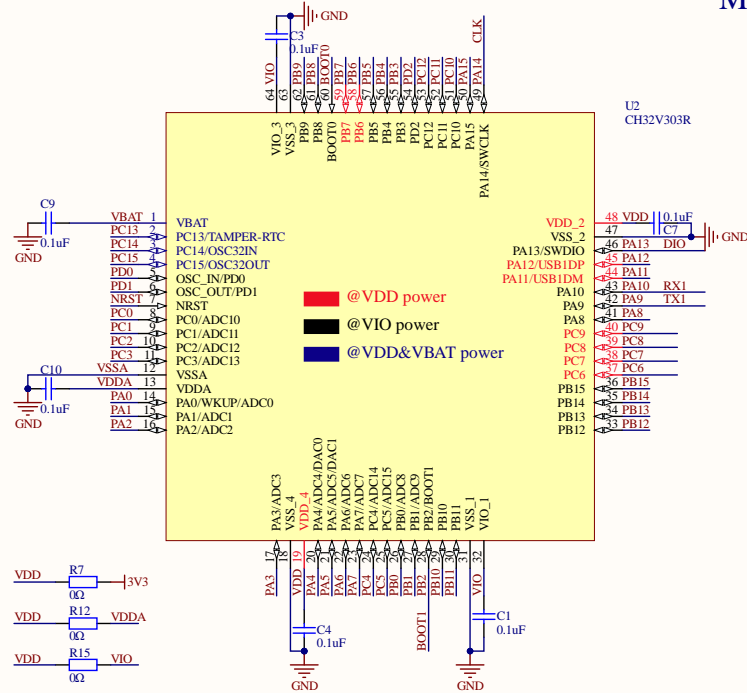 M
GND
C3
0.1uF
CLK
VIO
PB9
PB8
BOOT0
PB7
PB6
PB5
PB4
PB3
PD2
PC12
PC11
PC10
PA15
PA14
64
63
62
61
60
59
58
57
56
55
54
53
52
51
50
49
VIO_3
VSS_3
PB9
PB8
BOOT0
PB7
PB6
PB5
PB4
PB3
PD2
PC12
PC11
PC10
PA15
PA14/SWCLK
U2
CH32V303R
C9
0.1uF
GND
VBAT 1 VBAT
PC13 2 PC13/TAMPER-RTC
PC14 3 PC14/OSC32IN
PC15 4 PC15/OSC32OUT
PD0 5 OSC_IN/PD0
PD1 6 OSC_OUT/PD1
NRST 7 NRST
PC0 8 PC0/ADC10
PC1 9 PC1/ADC11
PC2 10 PC2/ADC12
PC3 11 PC3/ADC13
VSSA 12 VSSA
VDDA 13 VDDA
PA0 14 PA0/WKUP/ADC0
PA1 15 PA1/ADC1
PA2 16 PA2/ADC2
C10
0.1uF
GND
@VDD power
@VIO power
@VDD&VBAT power
VDD_2 48 VDD 0.1uF
C7
VSS_2 47
GND
PA13/SWDIO 46 PA13 DIO
PA12/USB1DP 45 PA12
PA11/USB1DM 44 PA11
PA10 43 PA10 RX1
PA9 42 PA9 TX1
PA8 41 PA8
PC9 40 PC9
PC8 39 PC8
PC7 38 PC7
PC6 37 PC6
PB15 36 PB15
PB14 35 PB14
PB13 34 PB13
PB12 33 PB12
PA3/ADC3
VSS_4
VDD_4
PA4/ADC4/DAC0
PA5/ADC5/DAC1
PA6/ADC6
PA7/ADC7
PC4/ADC14
PC5/ADC15
PB0/ADC8
PB1/ADC9
PB2/BOOT1
PB10
PB11
VSS_1
VIO_1
17
18
19
20
21
22
23
24
25
26
27
28
29
30
31
32
PA3
VDD
PA4
PA5
PA6
PA7
PC4
PC5
PB0
PB1
PB2
PB10
PB11
VIO
BOOT1
C4
0.1uF
GND
C1
0.1uF
GND
VDD R7 3V3
0Ω
VDD R12 VDDA
0Ω
VDD R15 VIO
0Ω